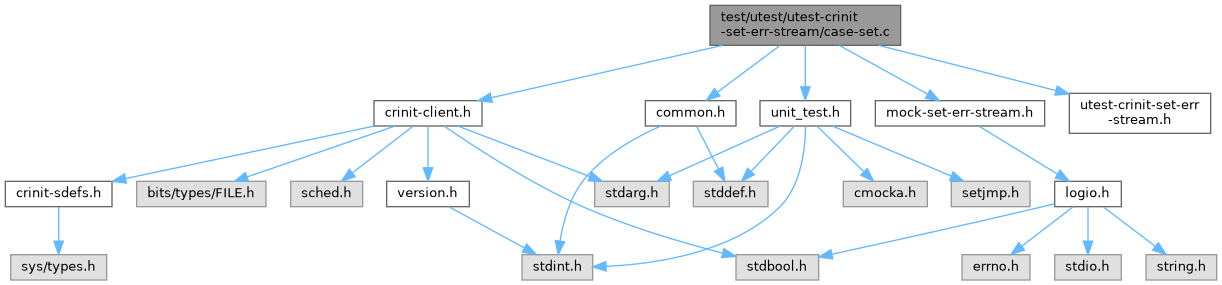 test/utest/utest-crinit
-set-err-stream/case-set.c
crinit-client.h
common.h
unit_test.h
mock-set-err-stream.h
utest-crinit-set-err
-stream.h
crinit-sdefs.h
bits/types/FILE.h
sched.h
version.h
stdarg.h
stddef.h
cmocka.h
setjmp.h
logio.h
sys/types.h
stdint.h
stdbool.h
errno.h
stdio.h
string.h